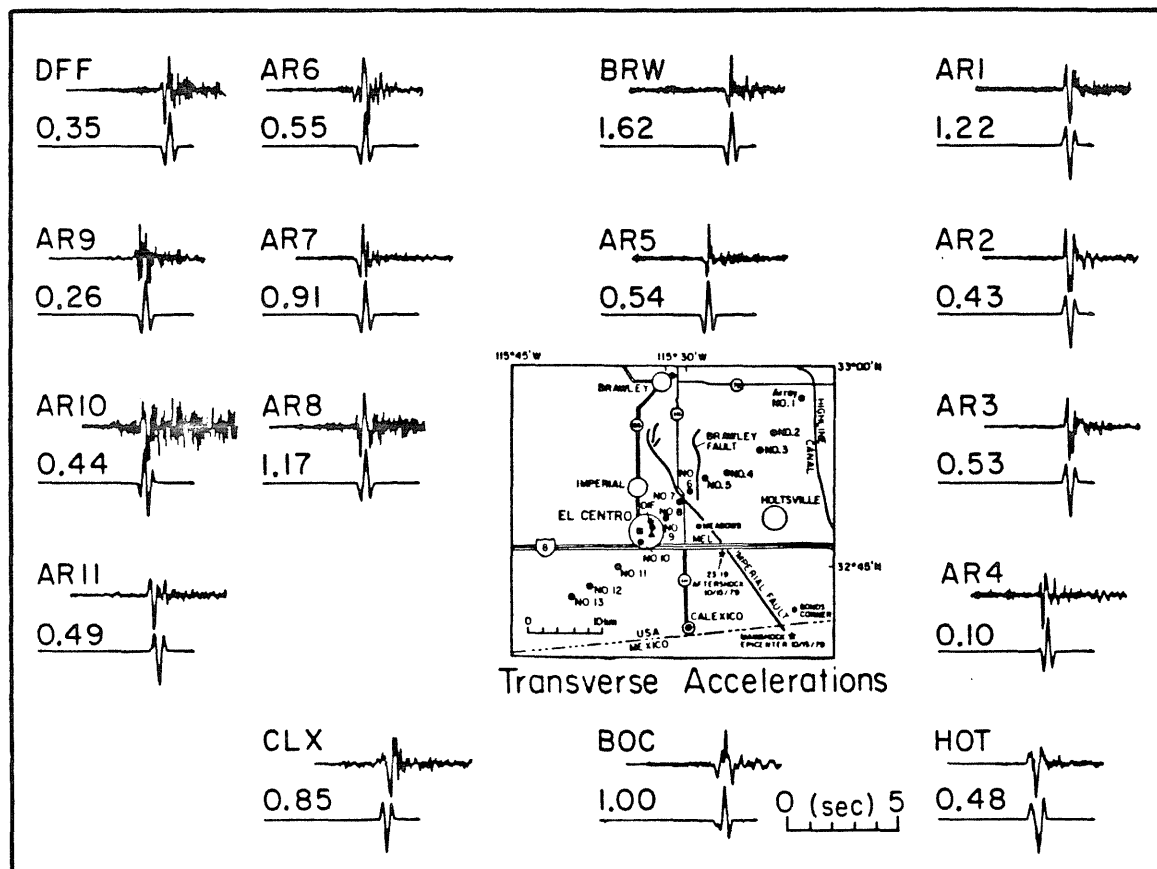 DFF
0.35
AR6
0.55
BRW
1.62
AR1
1.22
AR9
0.26
AR7
0.91
AR5
0.54
AR2
0.43
AR10
0.44
AR8
1.17
AR3
0.53
AR11
0.49
AR4
0.10
115°45'W
115°30'W
33°00'N
BRAWLEY
Array
NO. 1
HIGHLINE
CANAL
NO.2
NO.3
BRAWLEY
FAULT
NO.4
NO.5
NO
6
IMPERIAL
NO.7
NO 8
HOLTSVILLE
EL CENTRO
NO
9
MEADOWS
MEL
8
NO.10
IMPERIAL FAULT
32°45'N
NO 11
23:19
AFTERSHOCK
10/15/79
NO.12
NO 13
BONDS
CORNER
CALEXICO
0
10km
USA
MEXICO
MAINSHOCK
EPICENTER 10/15/79
Transverse Accelerations
CLX
0.85
BOC
1.00
0 (sec) 5
HOT
0.48